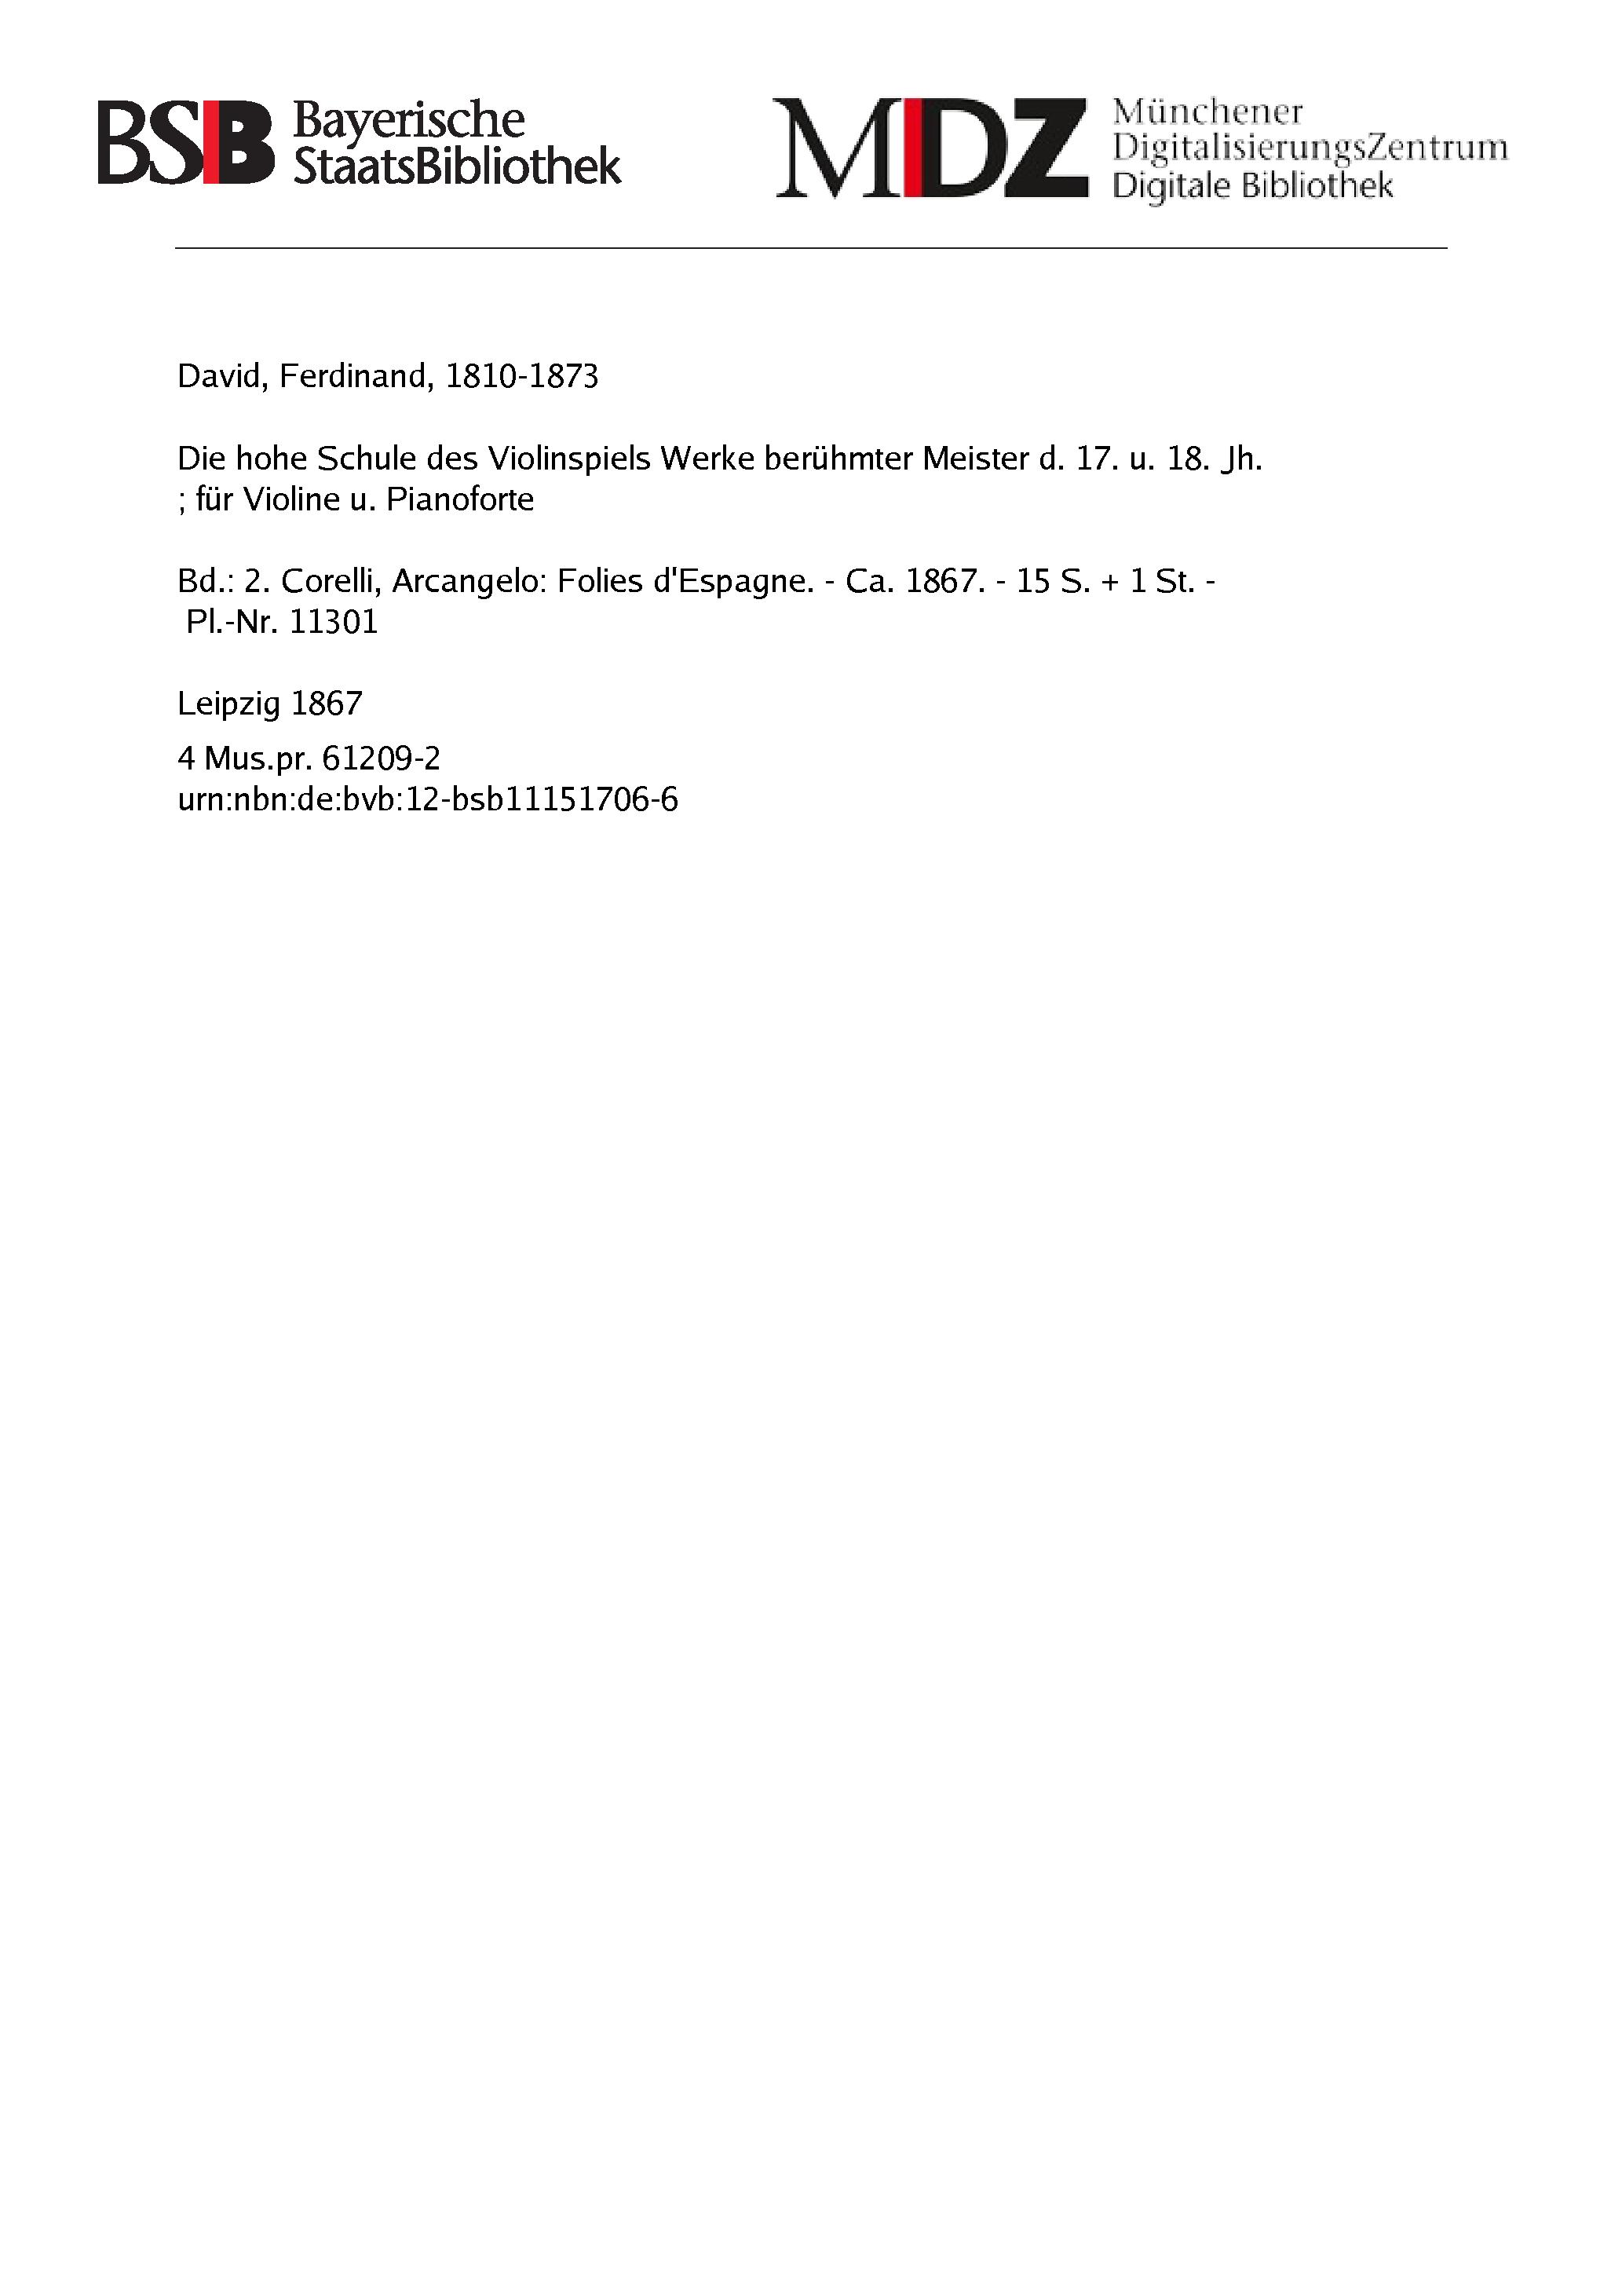 BSB Bayerische
StaatsBibliothek
MDZ Münchener
DigitalisierungsZentrum
Digitale Bibliothek
David, Ferdinand, 1810-1873
Die hohe Schule des Violinspiels Werke berühmter Meister d. 17. u. 18. Jh.
; für Violine u. Pianoforte
Bd.: 2. Corelli, Arcangelo: Folies d'Espagne. - Ca. 1867. - 15 S. + 1 St. -
Pl.-Nr. 11301
Leipzig 1867
4 Mus.pr. 61209-2
urn:nbn:de:bvb:12-bsb11151706-6